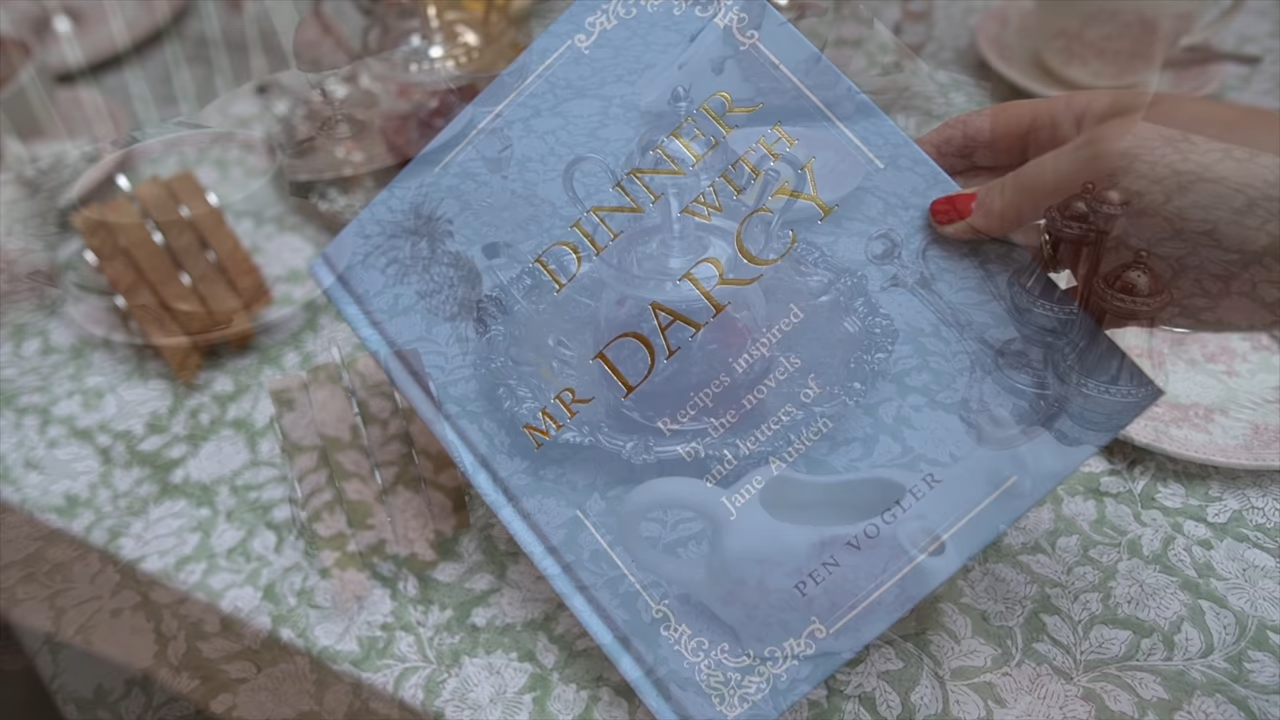 DINNER
WITH
MR DARCY
Recipes inspired
by the novels
and letters of
Jane Austen
PEN VOGLER